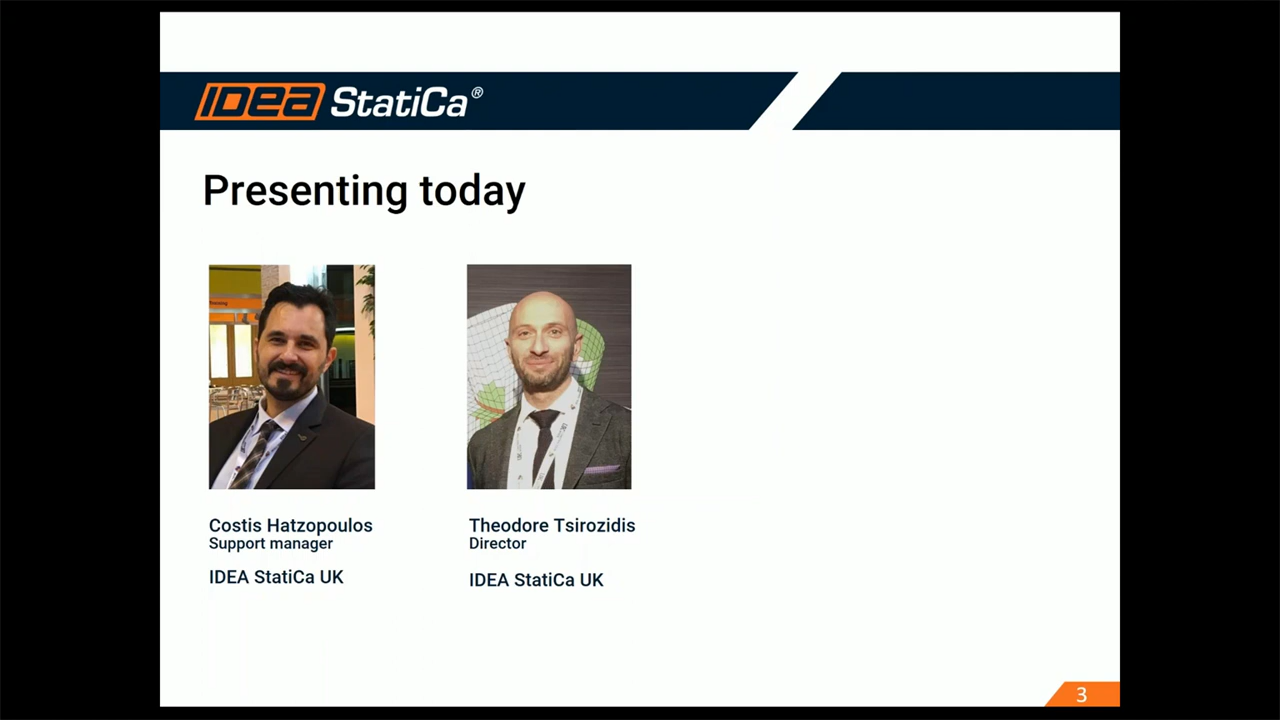 IDEA StatiCa®
Presenting today
Costis Hatzopoulos
Support manager
IDEA StatiCa UK
Theodore Tsirozidis
Director
IDEA StatiCa UK
3